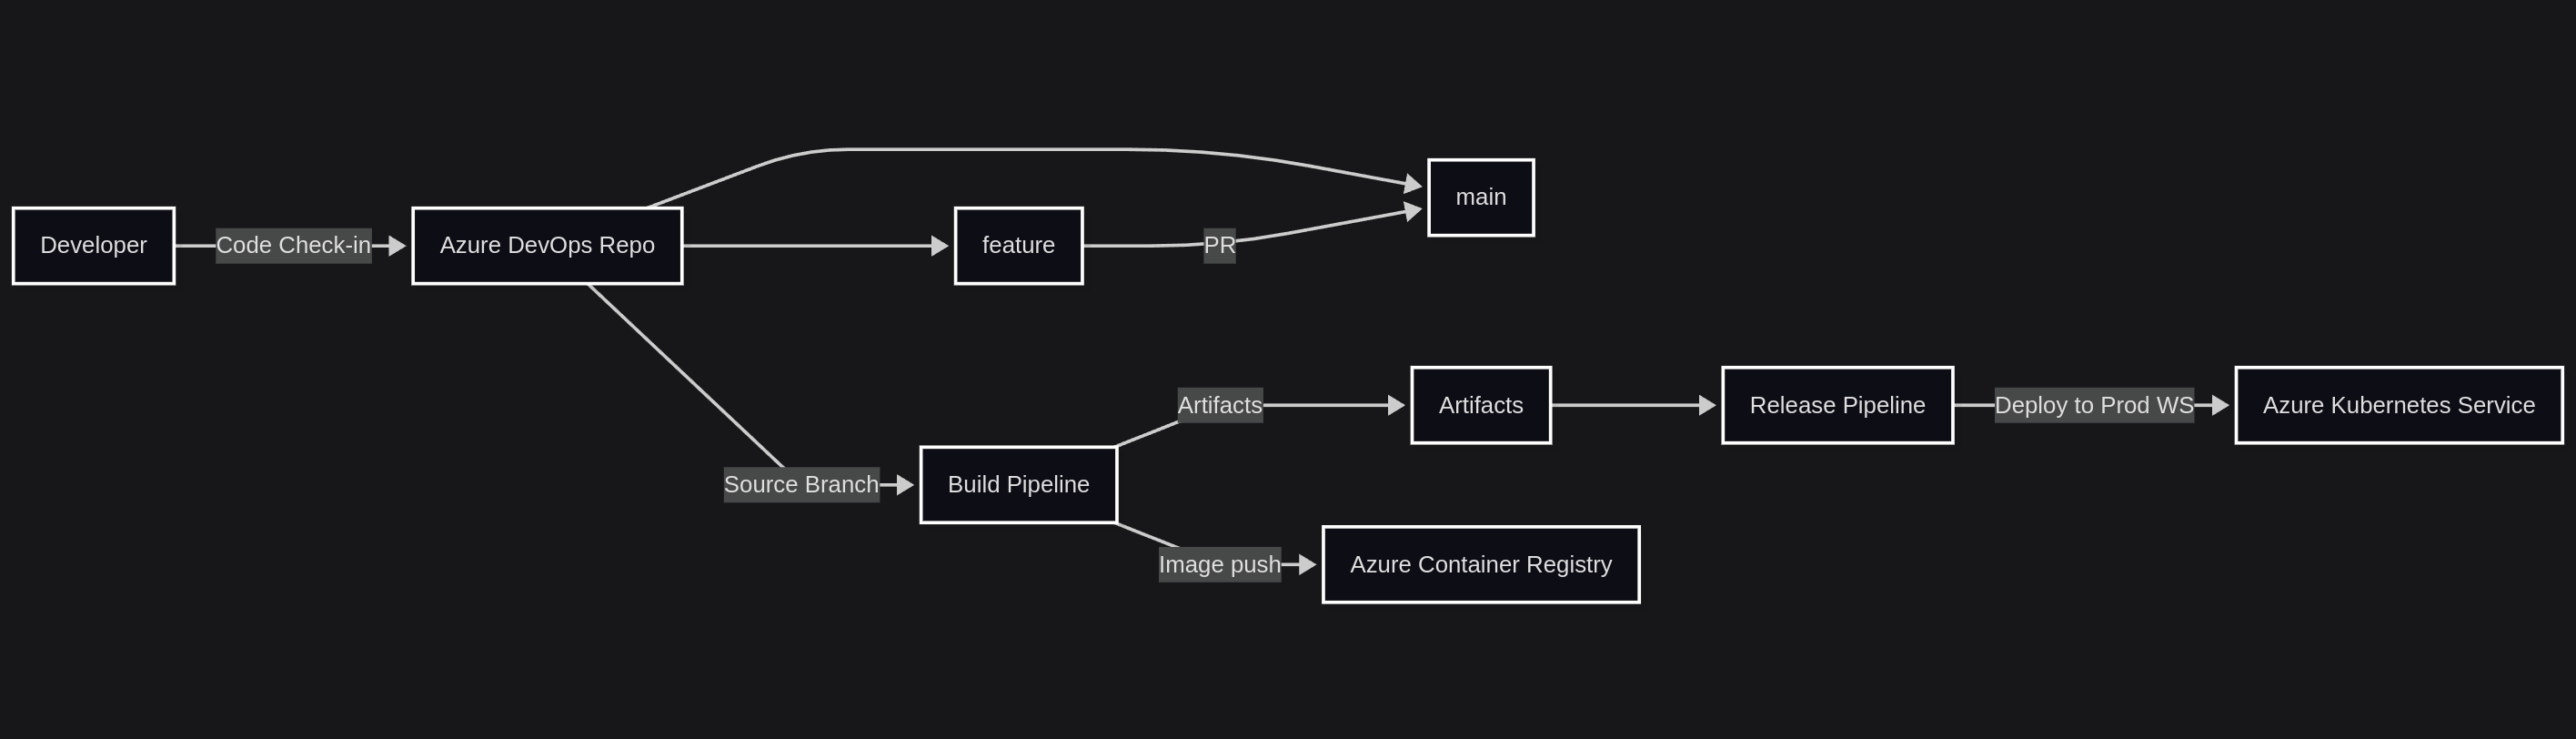 Developer
Code Check-in
Azure DevOps Repo
feature
PR
main
Source Branch
Build Pipeline
Artifacts
Artifacts
Release Pipeline
Deploy to Prod WS
Azure Kubernetes Service
Image push
Azure Container Registry